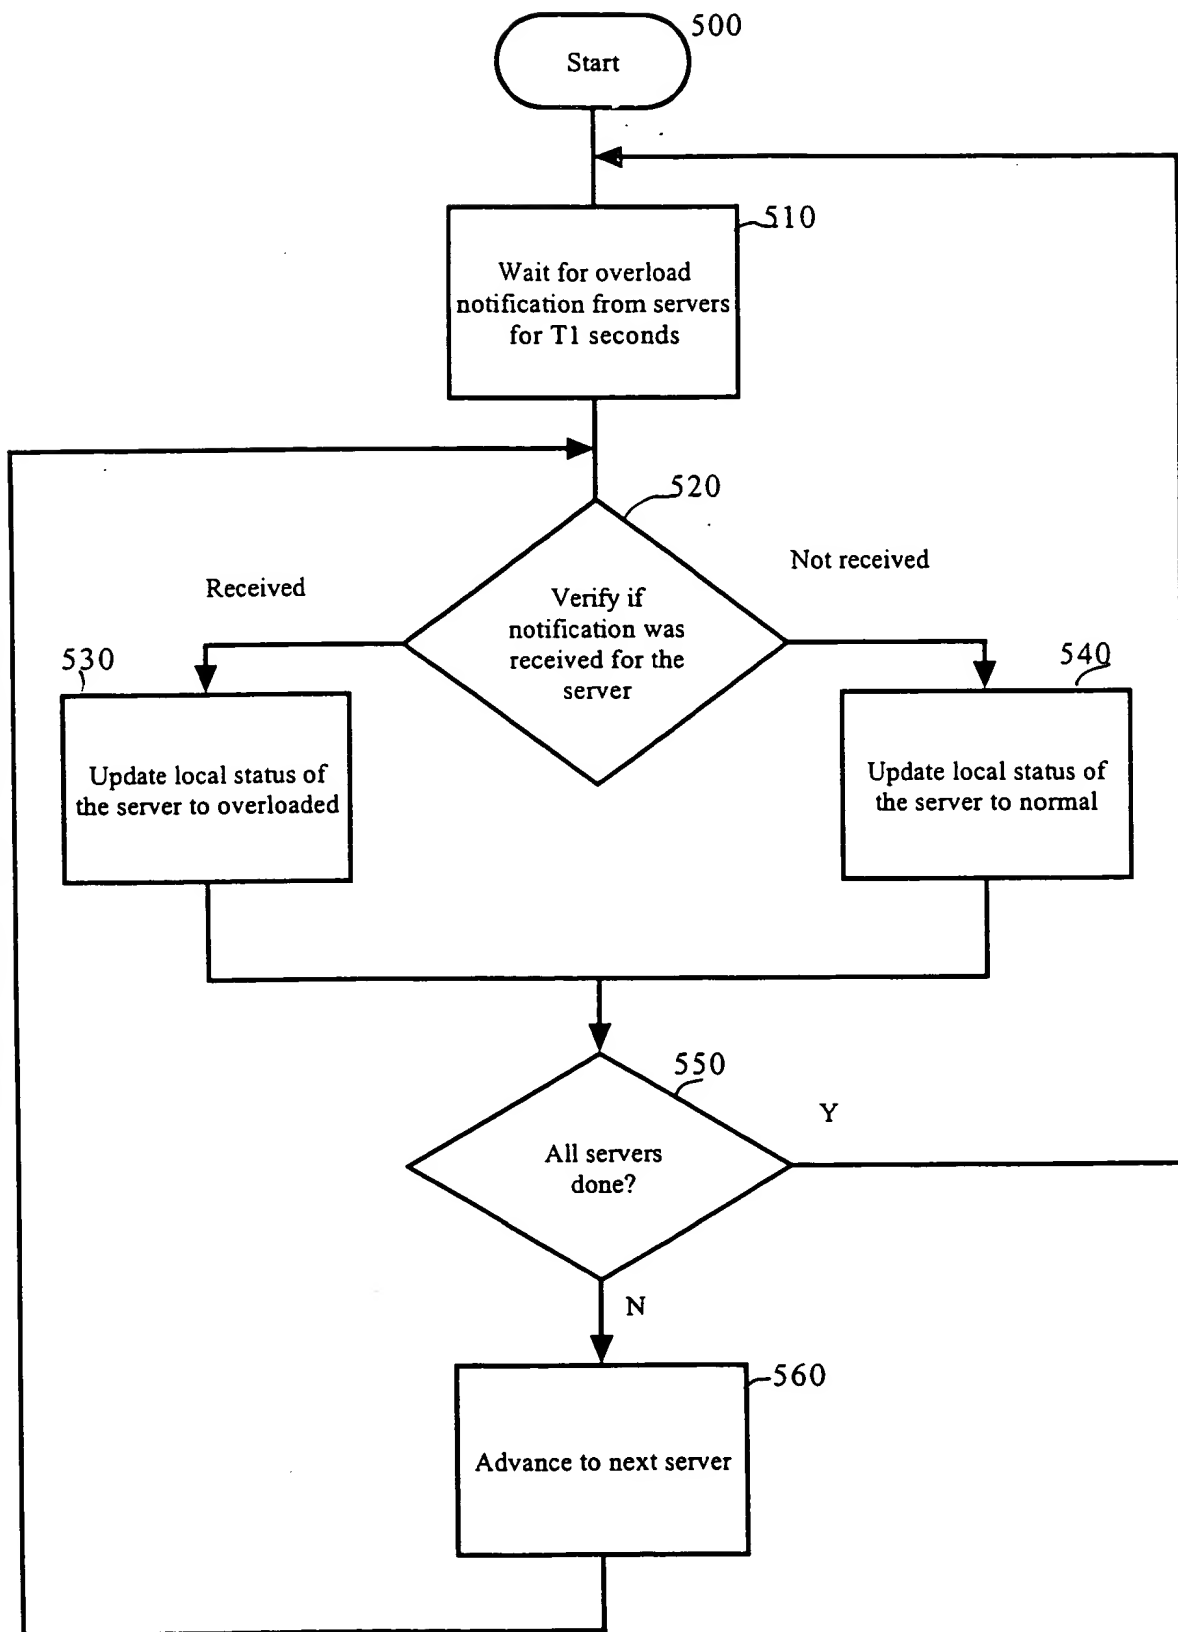 500
Start
510
Wait for overload
notification from servers
for T1 seconds
520
Received
Not received
Verify if
notification was
received for the
server
530
540
Update local status of
the server to overloaded
Update local status of
the server to normal
550
Y
All servers
done?
N
560
Advance to next server